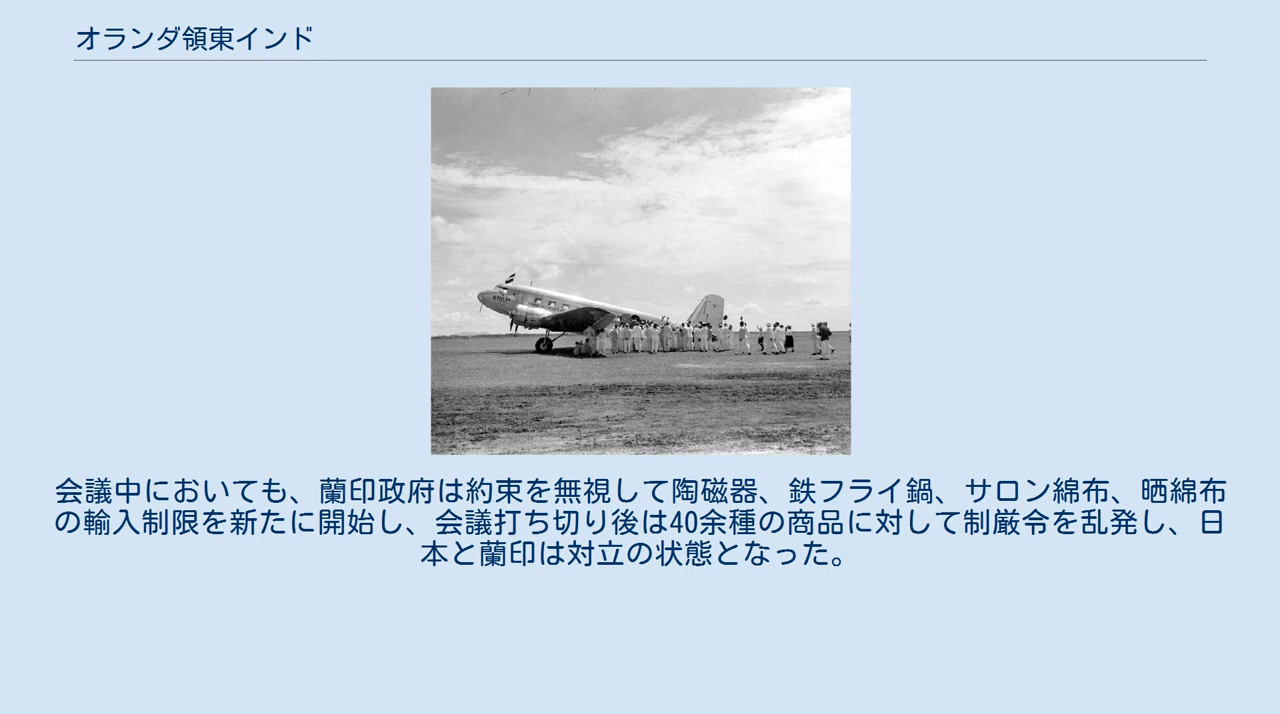 オランダ領東インド
会議中においても、蘭印政府は約束を無視して陶磁器、鉄フライ鍋、サロン綿布、晒綿布
の輸入制限を新たに開始し、会議打ち切り後は40余種の商品に対して制厳令を乱発し、日
本と蘭印は対立の状態となった。